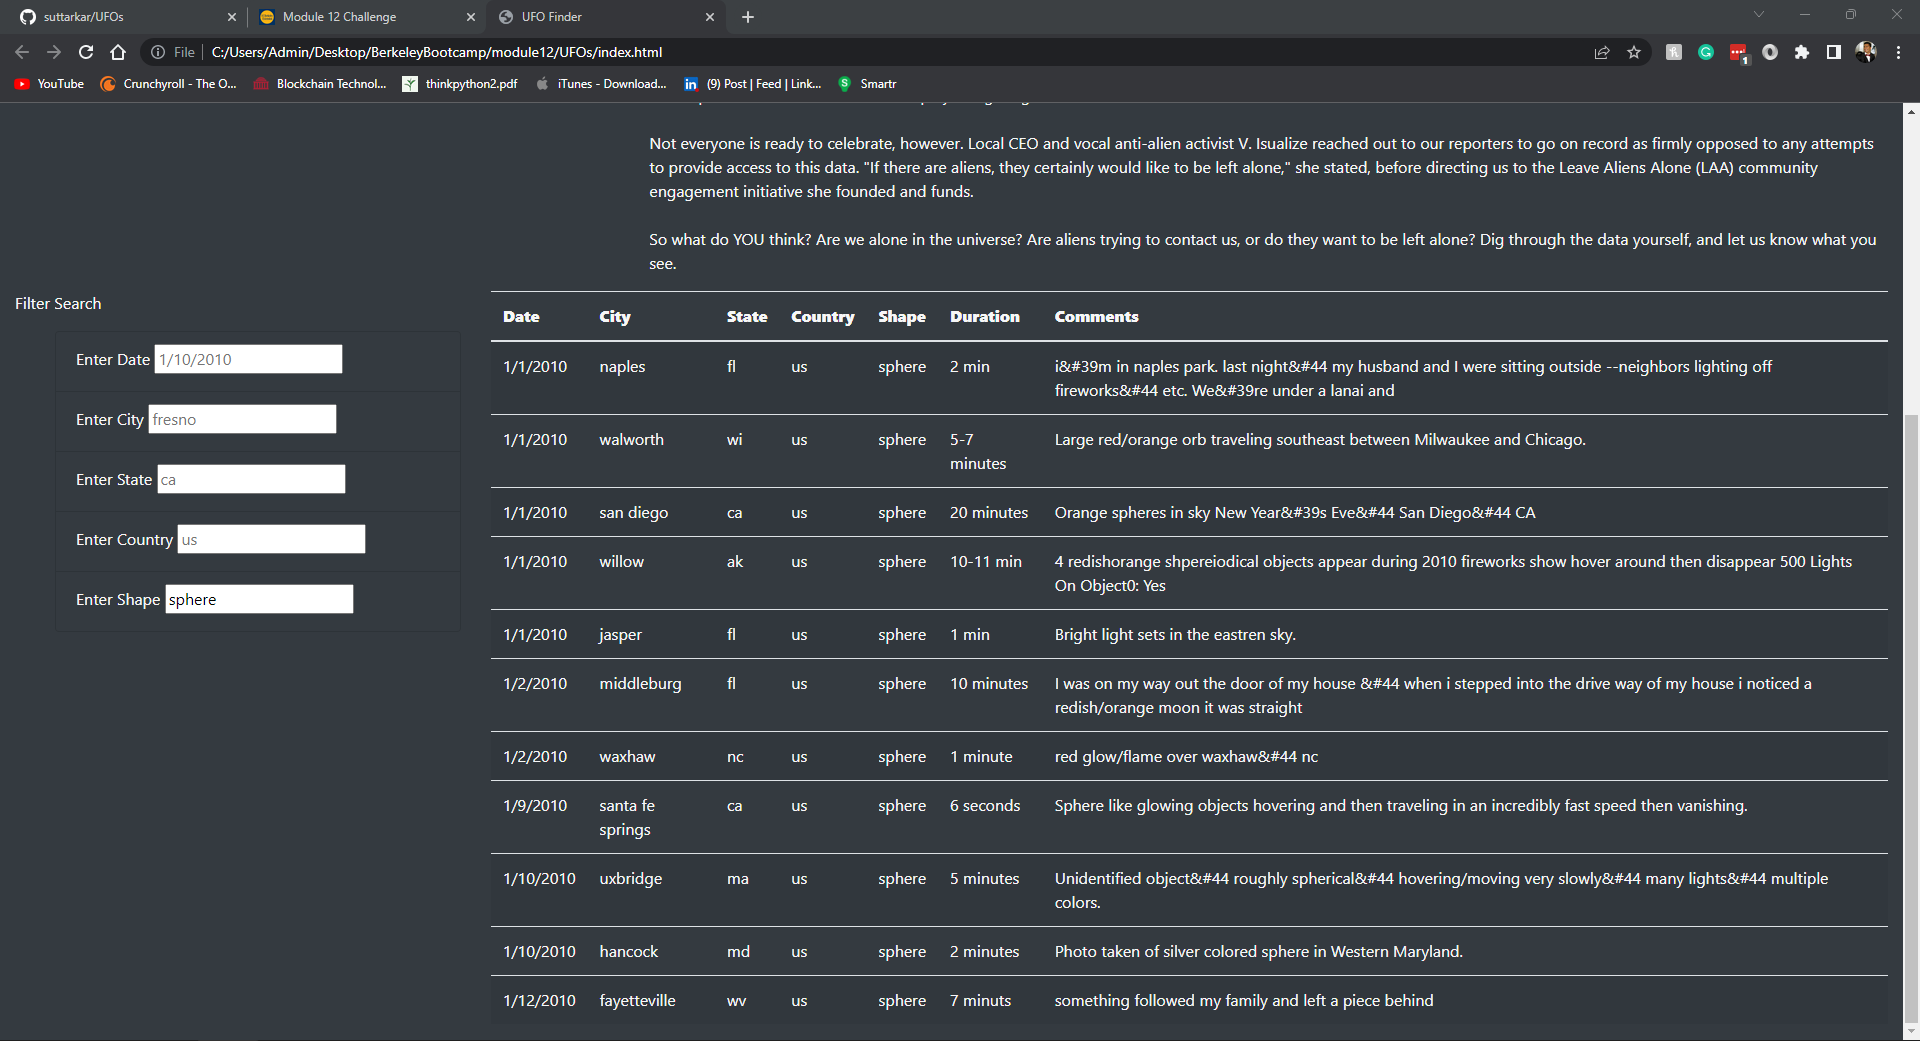 suttarkar/UFOs
Module 12 Challenge
UFO Finder
File
C:/Users/Admin/Desktop/BerkeleyBootcamp/module12/UFOs/index.html
1
YouTube
Crunchyroll - The O...
Blockchain Technol...
thinkpython2.pdf
iTunes - Download...
(9) Post | Feed | Link...
Smartr
Not everyone is ready to celebrate, however. Local CEO and vocal anti-alien activist V. Isualize reached out to our reporters to go on record as firmly opposed to any attempts
to provide access to this data. "If there are aliens, they certainly would like to be left alone," she stated, before directing us to the Leave Aliens Alone (LAA) community
engagement initiative she founded and funds.
So what do YOU think? Are we alone in the universe? Are aliens trying to contact us, or do they want to be left alone? Dig through the data yourself, and let us know what you
see.
Filter Search
Enter Date 1/10/2010
Enter City fresno
Enter State ca
Enter Country us
Enter Shape sphere
Date City State Country Shape Duration Comments
1/1/2010 naples fl us sphere 2 min i&#39m in naples park. last night&#44 my husband and I were sitting outside --neighbors lighting off
fireworks&#44 etc. We&#39re under a lanai and
1/1/2010 walworth wi us sphere 5-7 Large red/orange orb traveling southeast between Milwaukee and Chicago.
minutes
1/1/2010 san diego ca us sphere 20 minutes Orange spheres in sky New Year&#39s Eve&#44 San Diego&#44 CA
1/1/2010 willow ak us sphere 10-11 min 4 redishorange shpereiodical objects appear during 2010 fireworks show hover around then disappear 500 Lights
On Object0: Yes
1/1/2010 jasper fl us sphere 1 min Bright light sets in the eastren sky.
1/2/2010 middleburg fl us sphere 10 minutes I was on my way out the door of my house &#44 when i stepped into the drive way of my house i noticed a
redish/orange moon it was straight
1/2/2010 waxhaw nc us sphere 1 minute red glow/flame over waxhaw&#44 nc
1/9/2010 santa fe ca us sphere 6 seconds Sphere like glowing objects hovering and then traveling in an incredibly fast speed then vanishing.
springs
1/10/2010 uxbridge ma us sphere 5 minutes Unidentified object&#44 roughly spherical&#44 hovering/moving very slowly&#44 many lights&#44 multiple
colors.
1/10/2010 hancock md us sphere 2 minutes Photo taken of silver colored sphere in Western Maryland.
1/12/2010 fayetteville wv us sphere 7 minuts something followed my family and left a piece behind